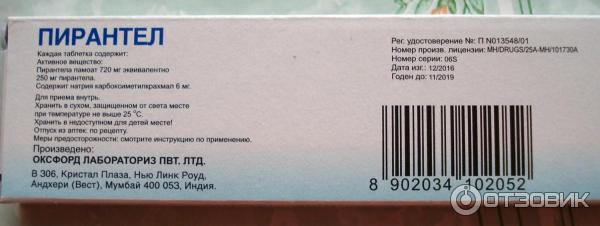 ПИРАНТЕЛ
Каждая таблетка содержит:
Активное вещество:
Пирантела памоат 720 мг эквивалентно
250 мг пирантела.
Содержит натрия карбоксиметилкрахмал 6 мг.
Для приема внутрь.
Хранить в сухом, защищенном от света месте
при температуре не выше 25 °С.
Хранить в недоступном для детей месте!
Отпуск из аптек: по рецепту.
Меры предосторожности: смотрите инструкцию по применению.
Произведено:
ОКСФОРД ЛАБОРАТОРИЗ ПВТ. ЛТД.
В 306, Кристал Плаза, Нью Линк Роуд,
Андхери (Вест), Мумбай 400 053, Индия.
Рег. удостоверение №: П N013548/01
Номер произв. лицензии: MH/DRUGS/25A-MH/101730A
Номер серии: 06S
Дата изг.: 12/2016
Годен до: 11/2019
8 902034 102052
ОТЗОВИК